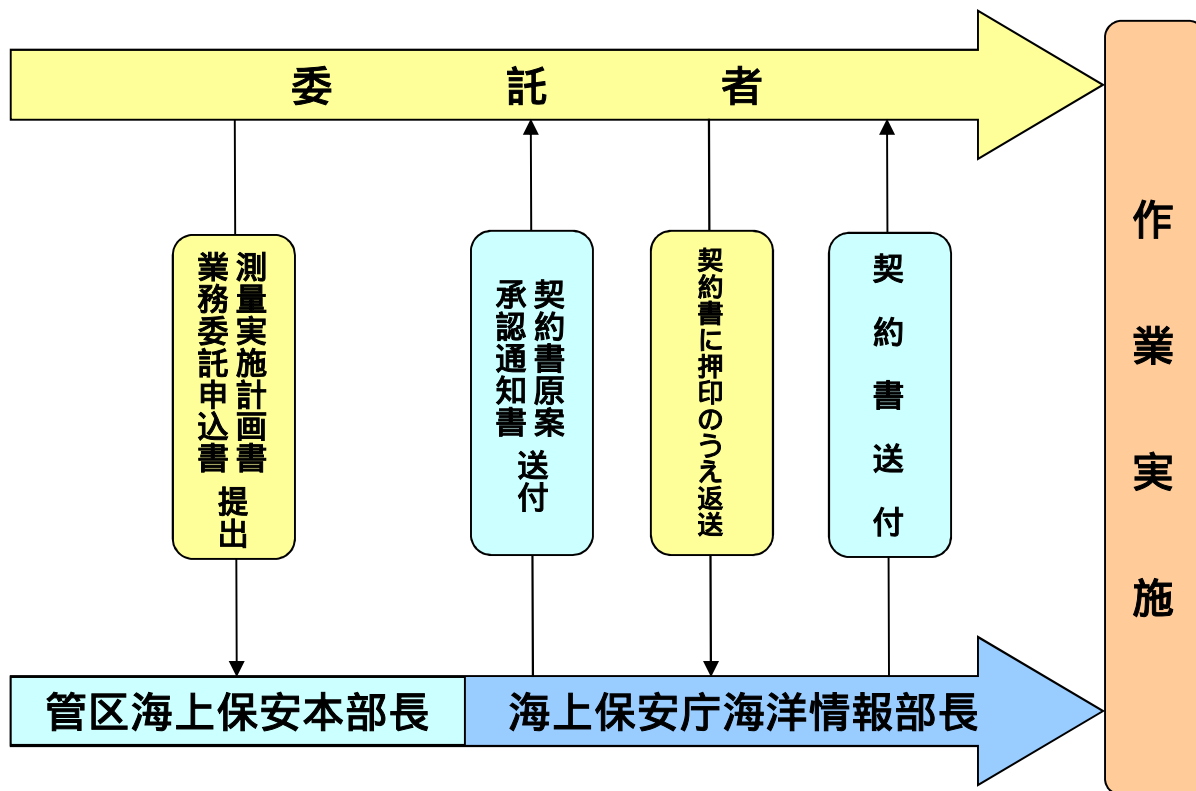 委託者
測量実施計画書
業務委託申込書
提出
契約書原案
承認通知書
送付
契約書に押印のうえ返送
契約書送付
管区海上保安本部長
海上保安庁海洋情報部長
作業実施